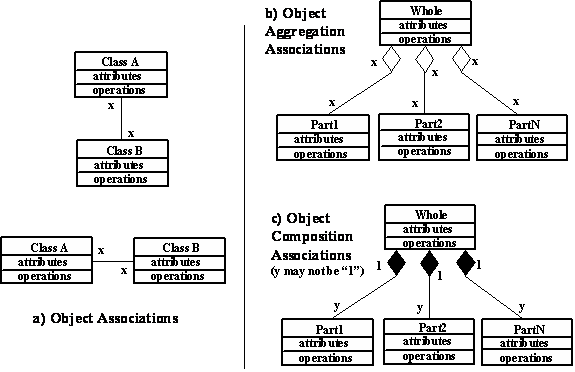 Class A
attributes
operations
x
x
Class B
attributes
operations
Class A
attributes
operations
x
x
Class B
attributes
operations
a) Object Associations
b) Object
Aggregation
Associations
Whole
attributes
operations
x
x
x
x
x
x
Part1
attributes
operations
Part2
attributes
operations
PartN
attributes
operations
c) Object
Composition
Associations
(y may not be “1”)
Whole
attributes
operations
1
1
1
y
y
y
Part1
attributes
operations
Part2
attributes
operations
PartN
attributes
operations